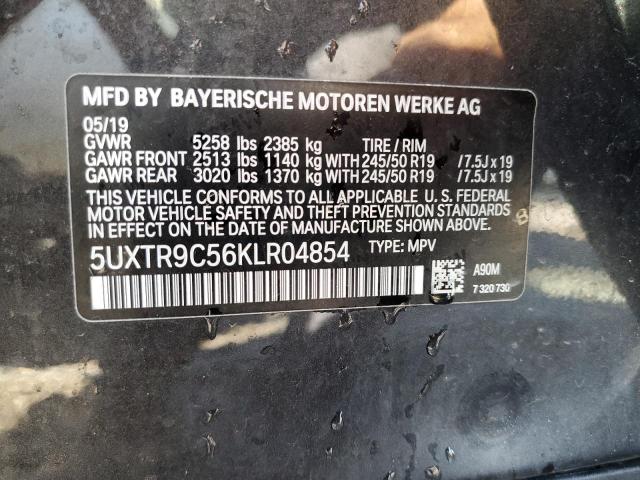 MFD BY BAYERISCHE MOTOREN WERKE AG
05/19
GVWR 5258 lbs 2385 kg TIRE / RIM
GAWR FRONT 2513 lbs 1140 kg WITH 245/50 R19 / 7.5J x 19
GAWR REAR 3020 lbs 1370 kg WITH 245/50 R19 / 7.5J x 19
THIS VEHICLE CONFORMS TO ALL APPLICABLE U. S. FEDERAL
MOTOR VEHICLE SAFETY AND THEFT PREVENTION STANDARDS
IN EFFECT ON THE DATE OF MANUFACTURE SHOWN ABOVE.
5UXTR9C56KLR04854 TYPE: MPV
A90M
7 320 730